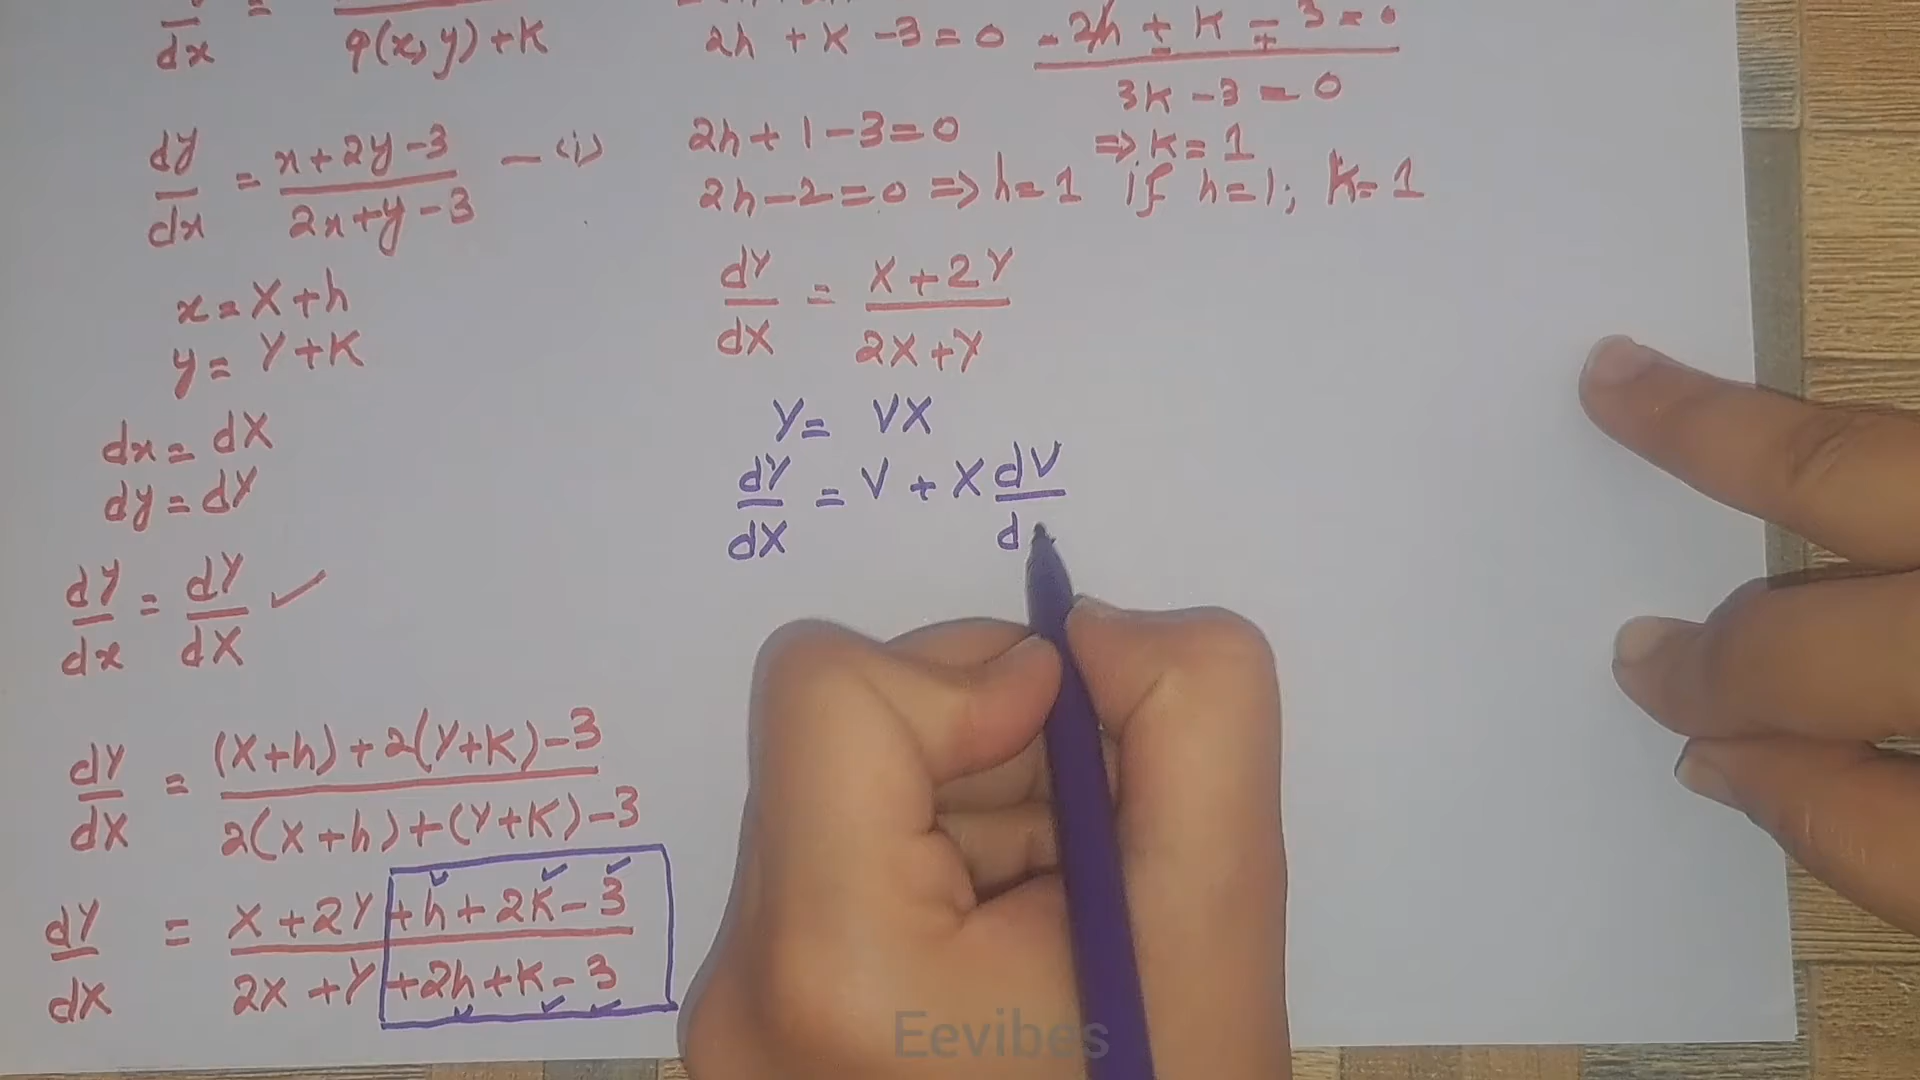 dx = φ(x,y)+K
dy/dx = x+2y-3/2x+y-3 —(i)
x = X+h
y = Y+K
dx = dX
dy = dY
dy/dx = dY/dX ✓
dY/dX = (X+h)+2(Y+K)-3/2(X+h)+(Y+K)-3
dY/dX = X+2Y+h+2K-3/2X+Y+2h+K-3
2h+K-3=0
-2h + K = 3=0
3K-3=0
2h+1-3=0 ⇒K=1
2h-2=0 ⇒h=1 if h=1; K=1
dY/dX = X+2Y/2X+Y
Y = VX
dY/dX = V + X dV/d
Eevibes